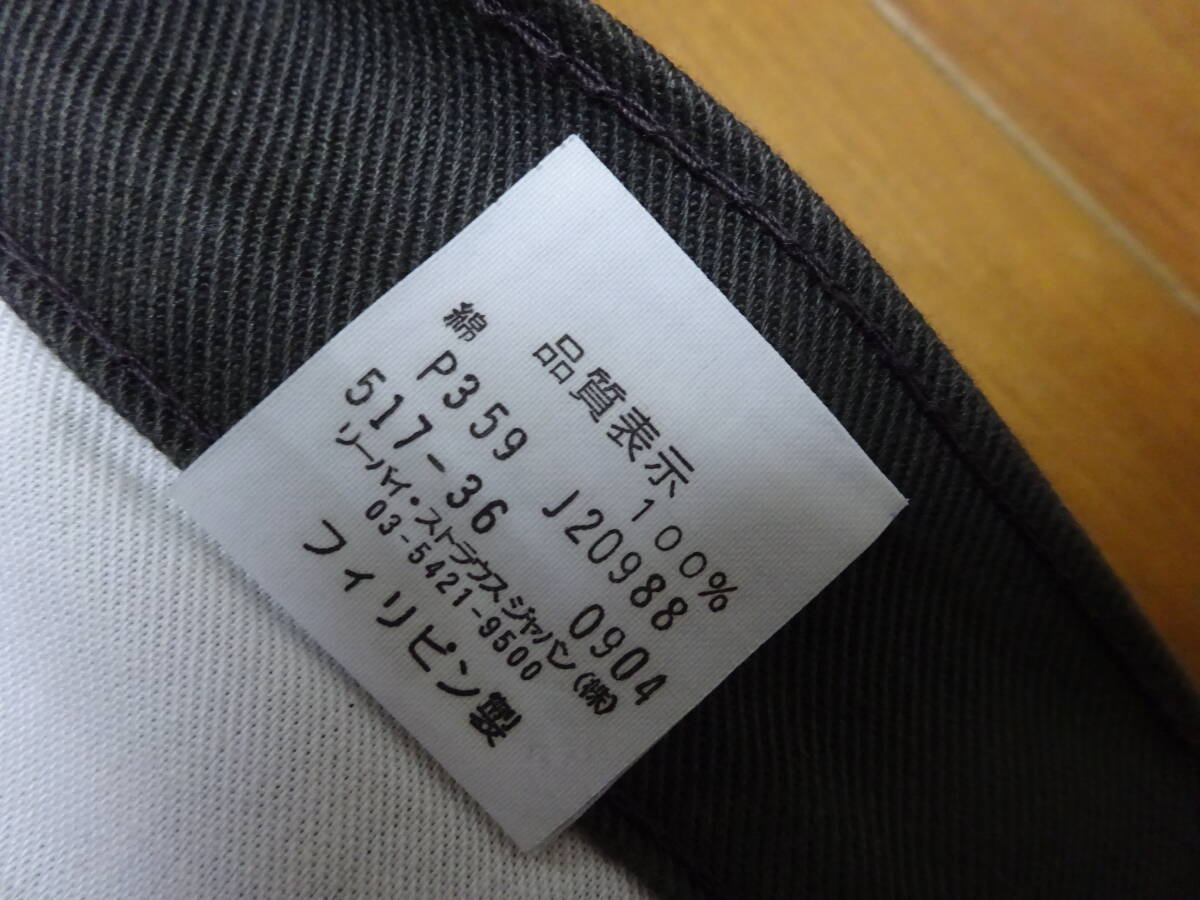 品質表示
綿 100%
P359 J20988
517-36 0904
リーバイ・ストラウス ジャパン(株)
03-5421-9500
フィリピン製